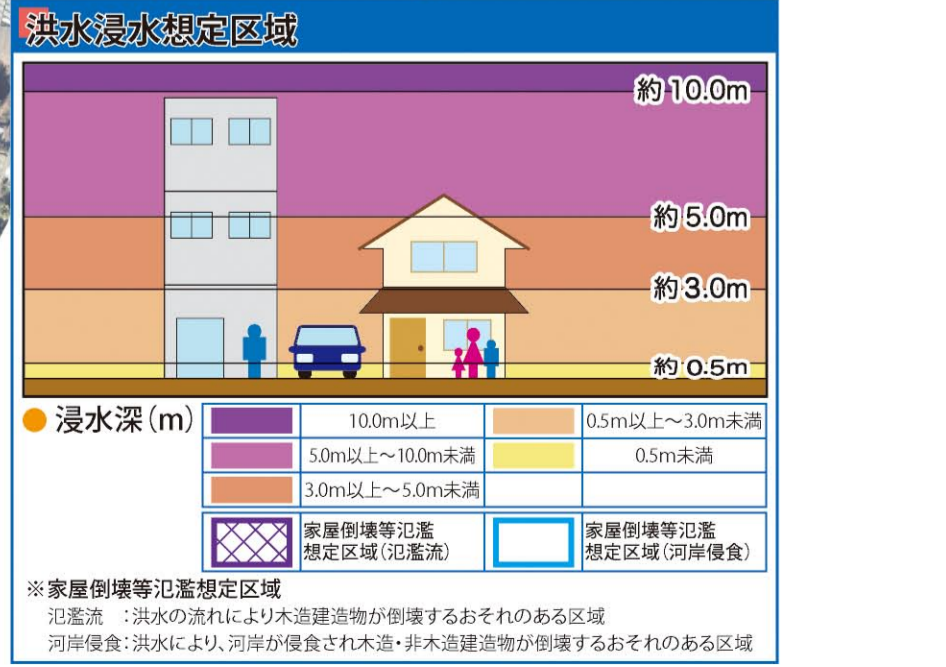 洪水浸水想定区域
約10.0m
約5.0m
約3.0m
約0.5m
●浸水深(m)
10.0m以上
0.5m以上～3.0m未満
5.0m以上～10.0m未満
0.5m未満
3.0m以上～5.0m未満
家屋倒壊等氾濫
想定区域(氾濫流)
家屋倒壊等氾濫
想定区域(河岸侵食)
※家屋倒壊等氾濫想定区域
氾濫流 ：洪水の流れにより木造建造物が倒壊するおそれのある区域
河岸侵食：洪水により、河岸が侵食され木造・非木造建造物が倒壊するおそれのある区域